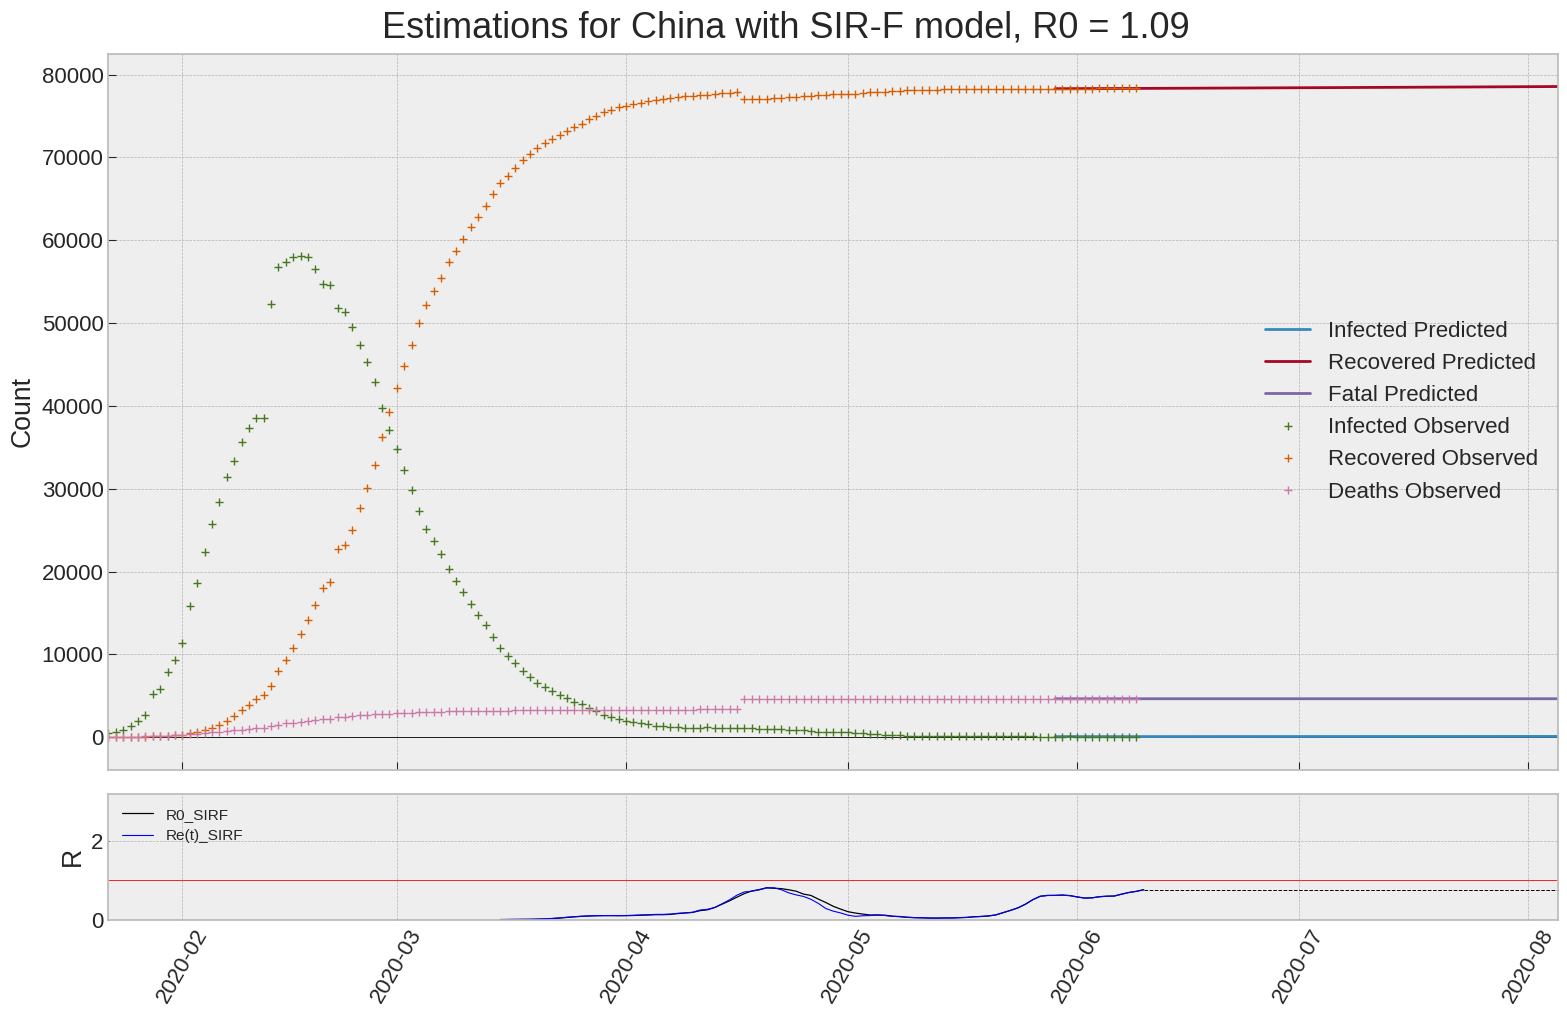 Estimations for China with SIR-F model, R0 = 1.09
Count
80000
70000
60000
50000
40000
30000
20000
10000
0
Infected Predicted
Recovered Predicted
Fatal Predicted
Infected Observed
Recovered Observed
Deaths Observed
R
2
0
R0_SIRF
Re(t)_SIRF
2020-02
2020-03
2020-04
2020-05
2020-06
2020-07
2020-08